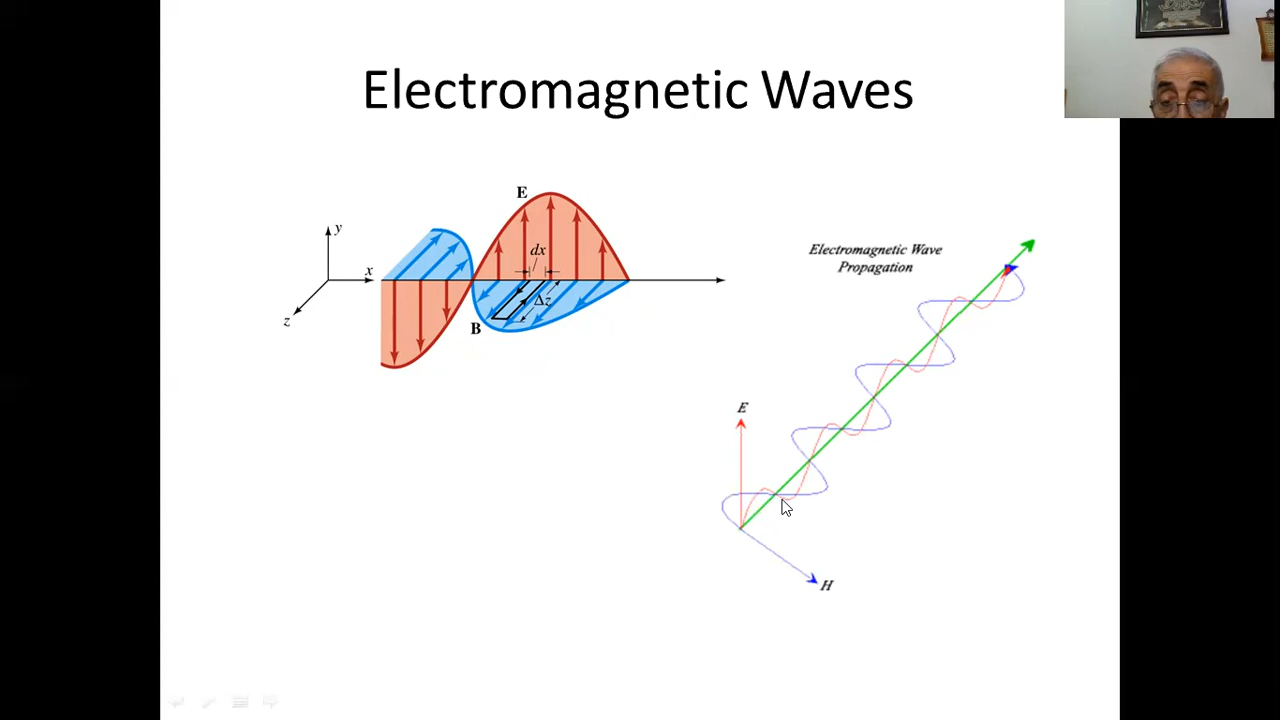 Electromagnetic Waves
E
y
dx
x
Δz
z
B
Electromagnetic Wave
Propagation
E
H